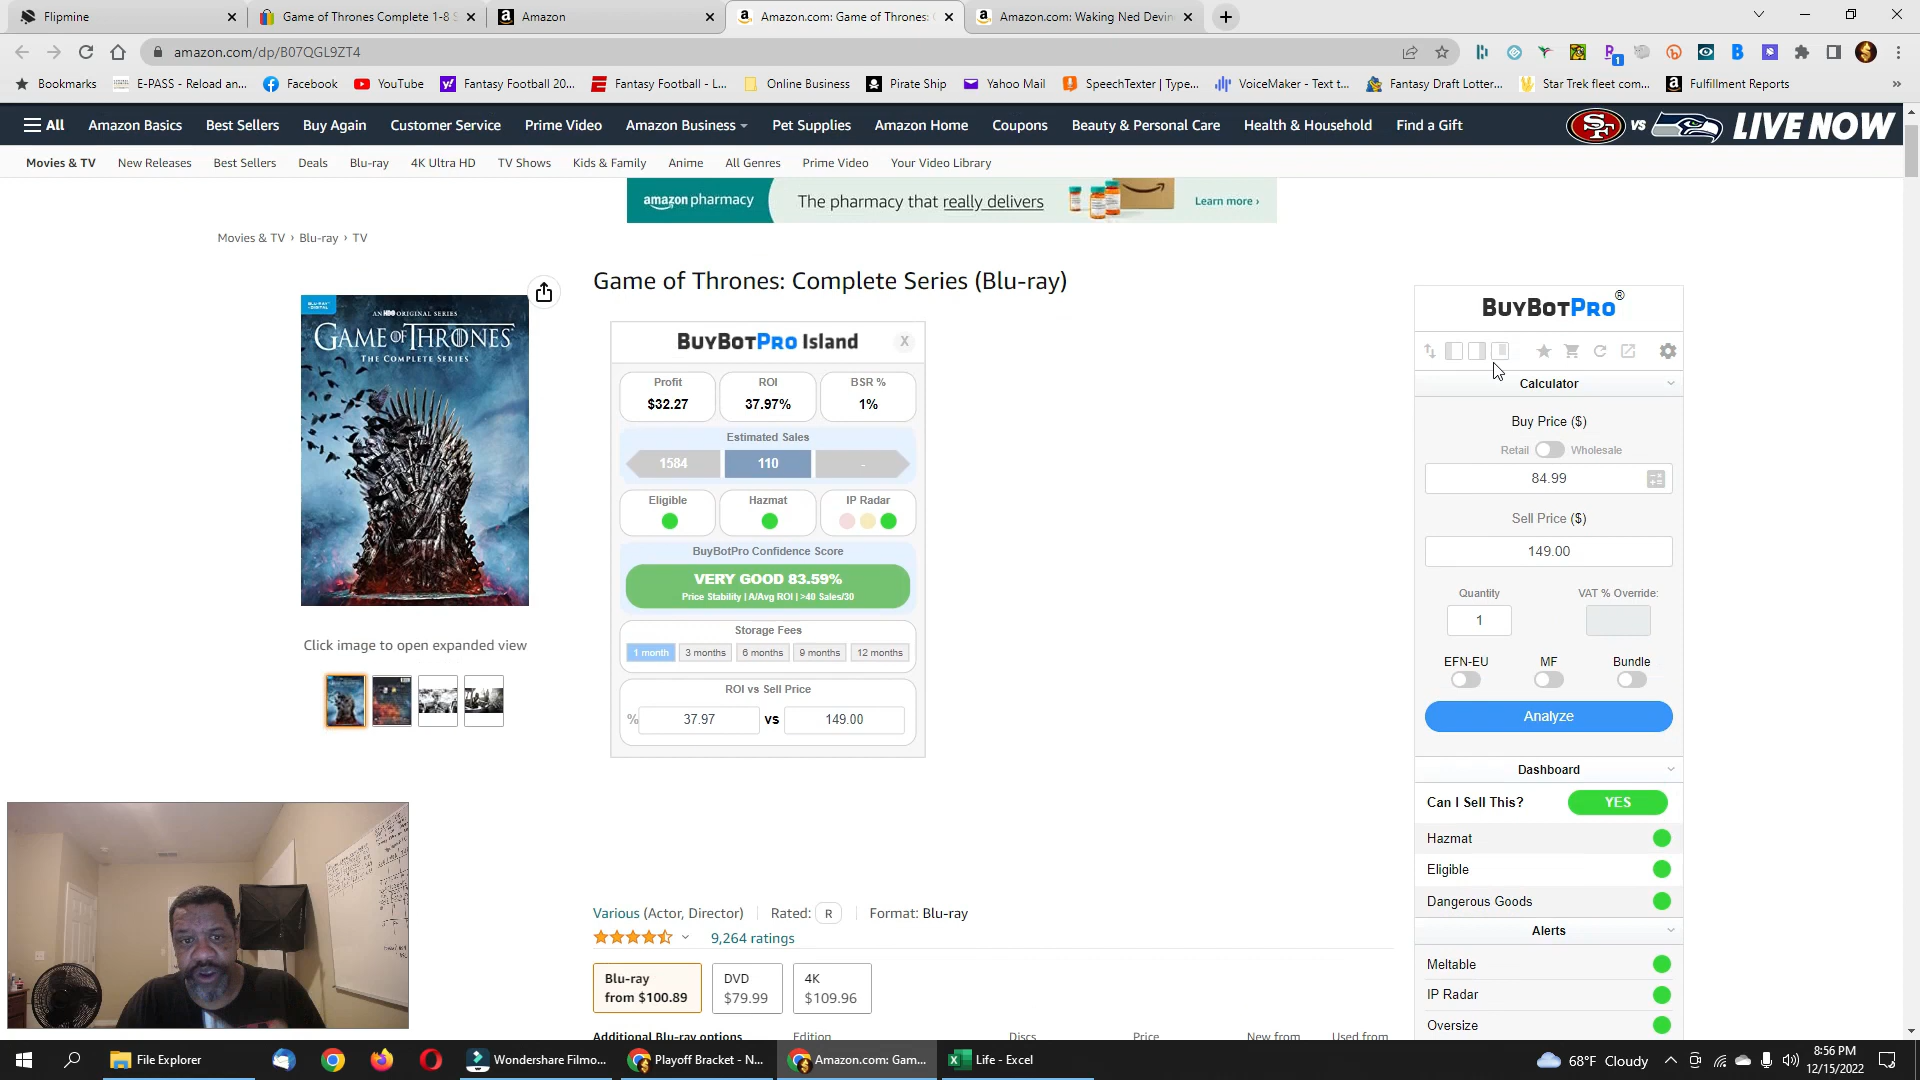 Flipmine
Game of Thrones Complete 1-8 S
Amazon
Amazon.com: Game of Thrones: C
Amazon.com: Waking Ned Devin
amazon.com/dp/B07QGL9ZT4
1
Bookmarks
E-PASS - Reload an...
Facebook
YouTube
Fantasy Football 20...
Fantasy Football - L...
Online Business
Pirate Ship
Yahoo Mail
SpeechTexter | Type...
VoiceMaker - Text t...
Fantasy Draft Lotter...
Star Trek fleet com...
Fulfillment Reports
»
All
Amazon Basics
Best Sellers
Buy Again
Customer Service
Prime Video
Amazon Business
Pet Supplies
Amazon Home
Coupons
Beauty & Personal Care
Health & Household
Find a Gift
SF VS LIVE NOW
Movies & TV
New Releases
Best Sellers
Deals
Blu-ray
4K Ultra HD
TV Shows
Kids & Family
Anime
All Genres
Prime Video
Your Video Library
amazon pharmacy
The pharmacy that really delivers
Learn more ›
Movies & TV › Blu-ray › TV
BLU-RAY
AN HBO ORIGINAL SERIES
GAME OF THRONES
THE COMPLETE SERIES
Click image to open expanded view
Game of Thrones: Complete Series (Blu-ray)
BUYBOTPRO Island
X
Profit
$32.27
ROI
37.97%
BSR %
1%
Estimated Sales
1584
110
-
Eligible
Hazmat
IP Radar
BuyBotPro Confidence Score
VERY GOOD 83.59%
Price Stability | A/Avg ROI | >40 Sales/30
Storage Fees
1 month
3 months
6 months
9 months
12 months
ROI vs Sell Price
%
37.97
vs
149.00
Various (Actor, Director)
Rated: R
Format: Blu-ray
9,264 ratings
Blu-ray
from $100.89
DVD
$79.99
4K
$109.96
Additional Blu-ray options
Edition
Discs
Price
New from
Used from
BUYBOTPRO®
Calculator
Buy Price ($)
Retail
Wholesale
84.99
Sell Price ($)
149.00
Quantity
1
VAT % Override:
EFN-EU
MF
Bundle
Analyze
Dashboard
Can I Sell This?
YES
Hazmat
Eligible
Dangerous Goods
Alerts
Meltable
IP Radar
Oversize
File Explorer
Wondershare Filmo...
Playoff Bracket - N...
Amazon.com: Gam...
Life - Excel
68°F Cloudy
8:56 PM
12/15/2022